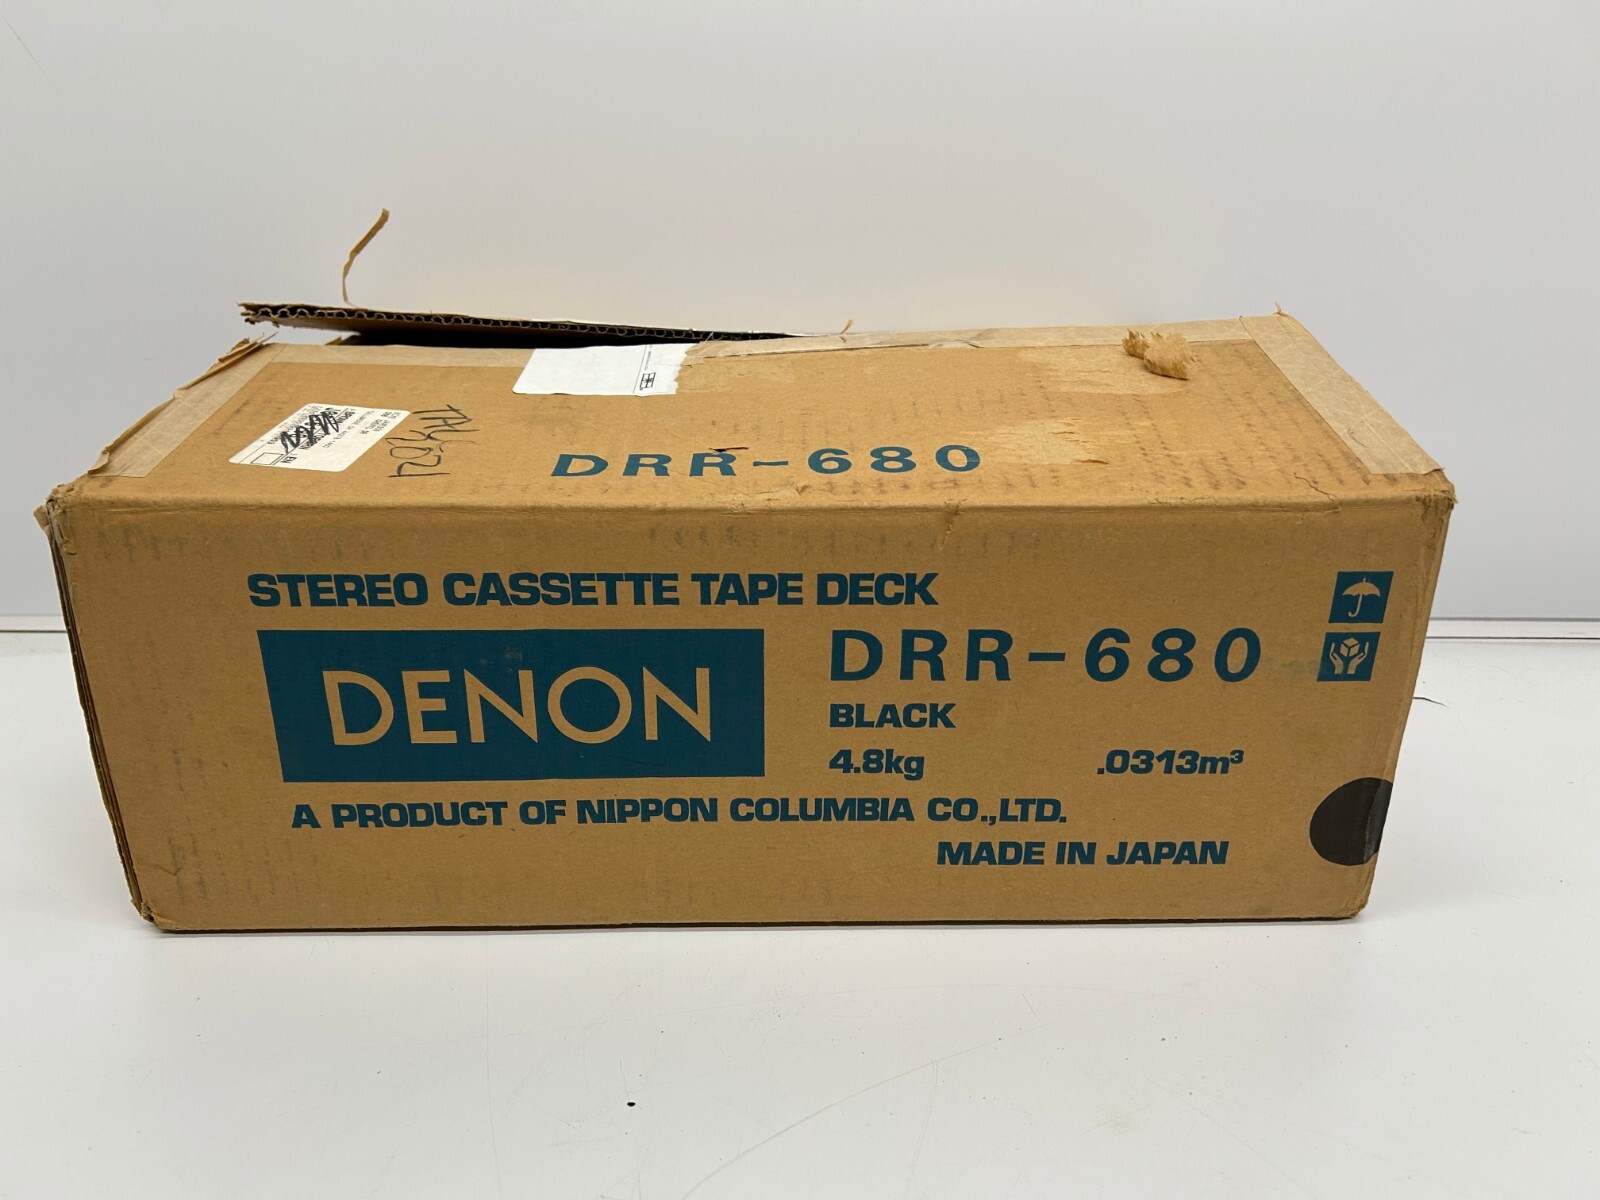 DRR-680
STEREO CASSETTE TAPE DECK
DENON
DRR-680
BLACK
4.8kg .0313m³
A PRODUCT OF NIPPON COLUMBIA CO.,LTD.
MADE IN JAPAN